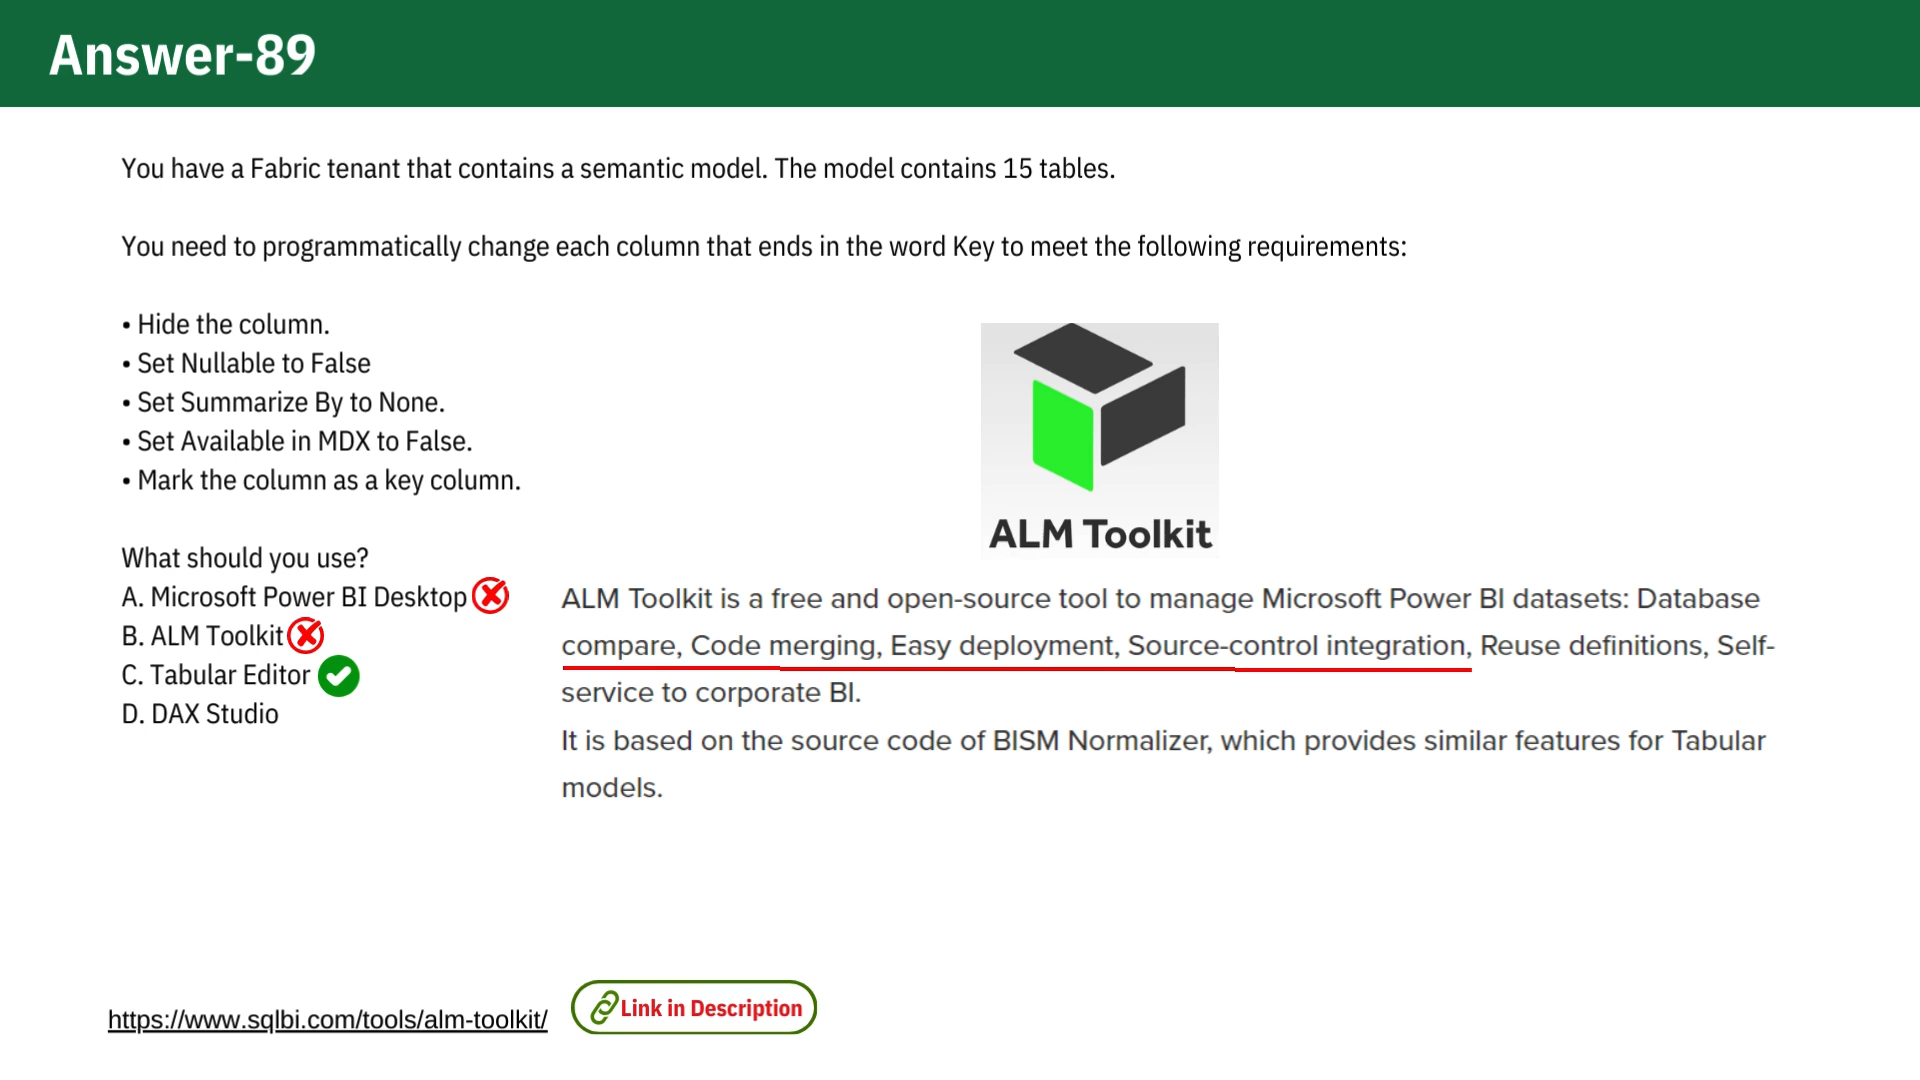 Answer-89
You have a Fabric tenant that contains a semantic model. The model contains 15 tables.
You need to programmatically change each column that ends in the word Key to meet the following requirements:
• Hide the column.
• Set Nullable to False
• Set Summarize By to None.
• Set Available in MDX to False.
• Mark the column as a key column.
ALM Toolkit
What should you use?
A. Microsoft Power BI Desktop
B. ALM Toolkit
C. Tabular Editor
D. DAX Studio
ALM Toolkit is a free and open-source tool to manage Microsoft Power BI datasets: Database
compare, Code merging, Easy deployment, Source-control integration, Reuse definitions, Self-
service to corporate BI.
It is based on the source code of BISM Normalizer, which provides similar features for Tabular
models.
https://www.sqlbi.com/tools/alm-toolkit/
Link in Description